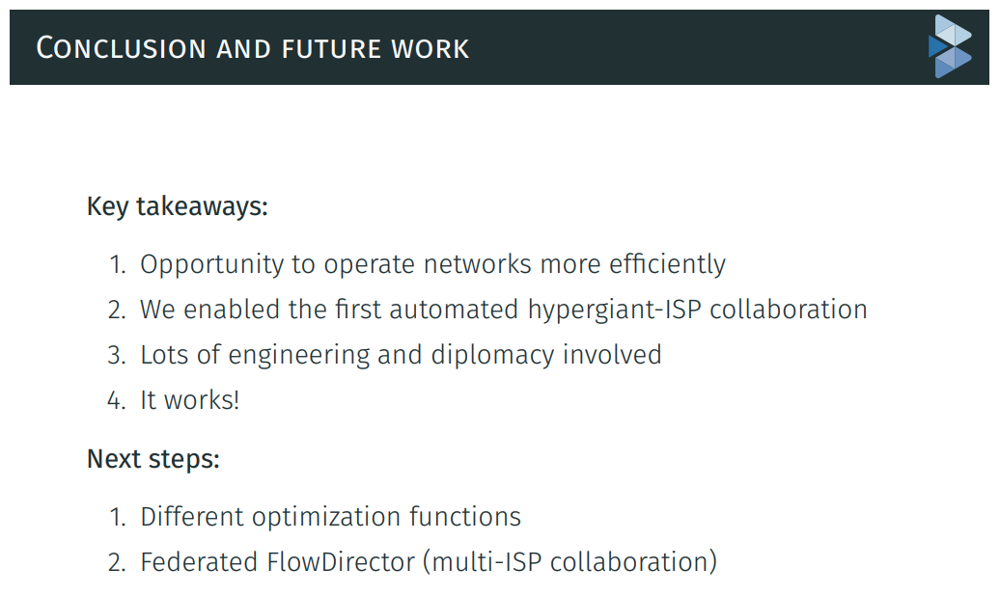 Conclusion and future work
Key takeaways:
1. Opportunity to operate networks more efficiently
2. We enabled the first automated hypergiant-ISP collaboration
3. Lots of engineering and diplomacy involved
4. It works!
Next steps:
1. Different optimization functions
2. Federated FlowDirector (multi-ISP collaboration)